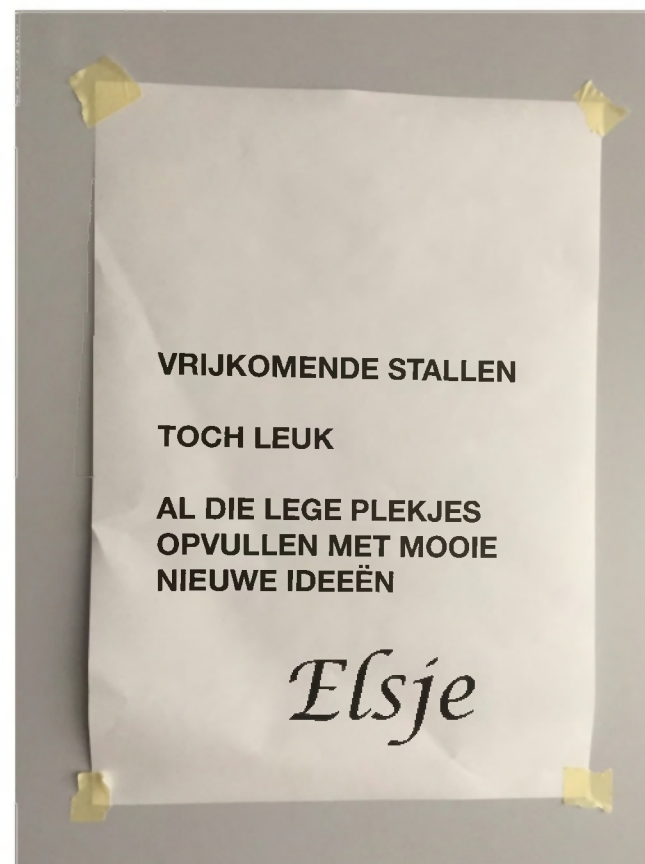 VRIJKOMENDE STALLEN
TOCH LEUK
AL DIE LEGE PLEKJES
OPVULLEN MET MOOIE
NIEUWE IDEEËN
Elsje